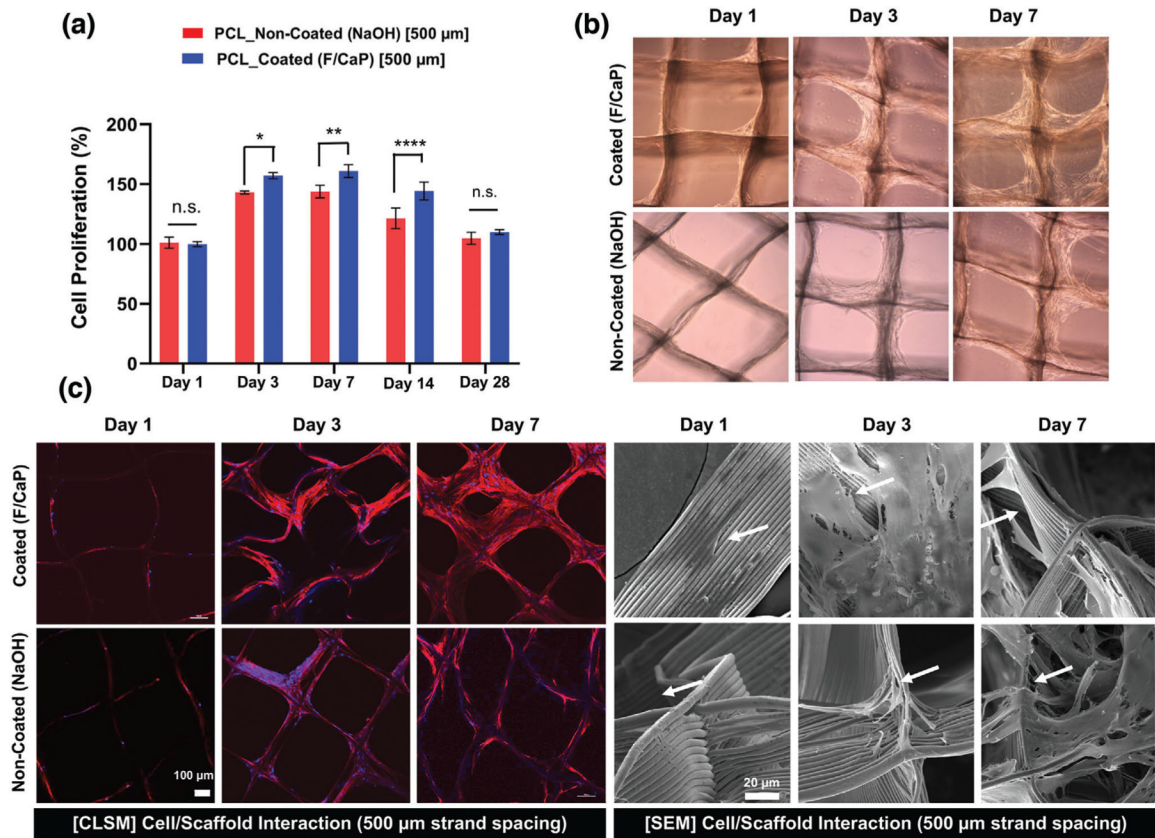 (a)
PCL_Non-Coated (NaOH) [500 µm]
PCL_Coated (F/CaP) [500 µm]
Cell Proliferation (%)
200
150
100
50
0
n.s.
*
**
****
n.s.
Day 1
Day 3
Day 7
Day 14
Day 28
(b)
Day 1
Day 3
Day 7
Coated (F/CaP)
Non-Coated (NaOH)
(c)
Day 1
Day 3
Day 7
Day 1
Day 3
Day 7
Coated (F/CaP)
Non-Coated (NaOH)
100 µm
20 µm
[CLSM] Cell/Scaffold Interaction (500 µm strand spacing)
[SEM] Cell/Scaffold Interaction (500 µm strand spacing)